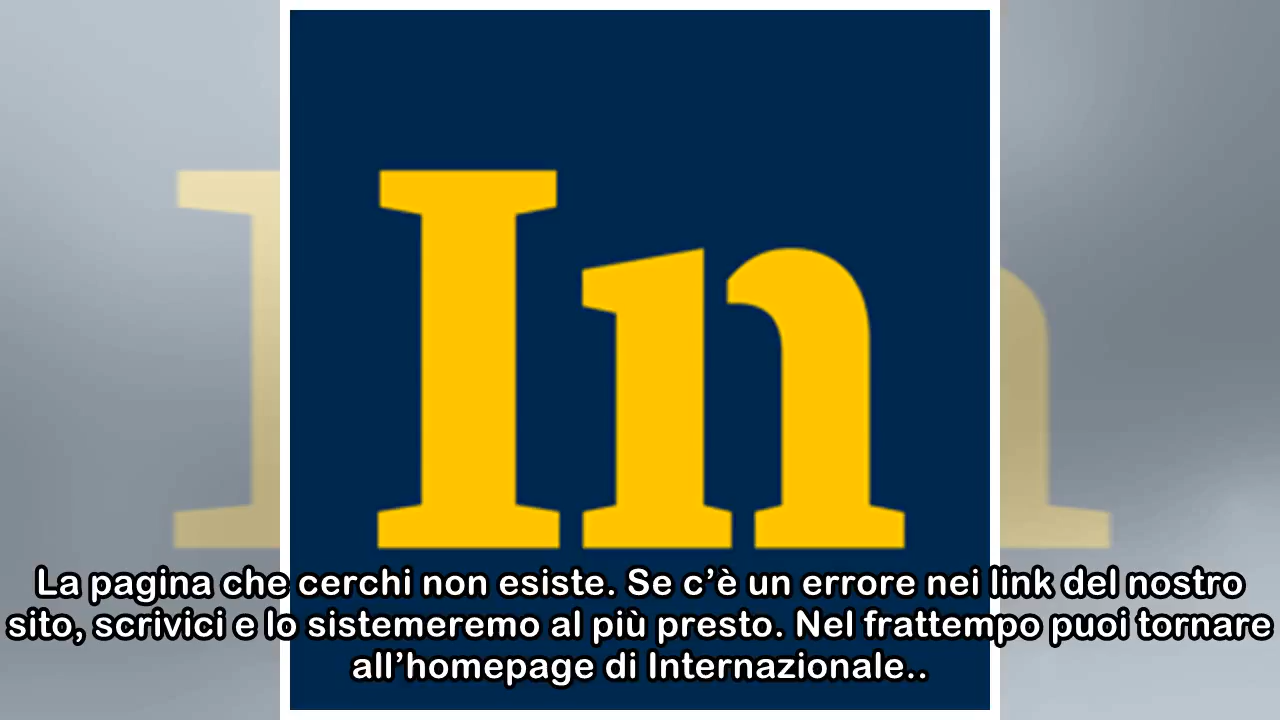 In
La pagina che cerchi non esiste. Se c’è un errore nei link del nostro
sito, scrivici e lo sistemeremo al più presto. Nel frattempo puoi tornare
all’homepage di Internazionale..